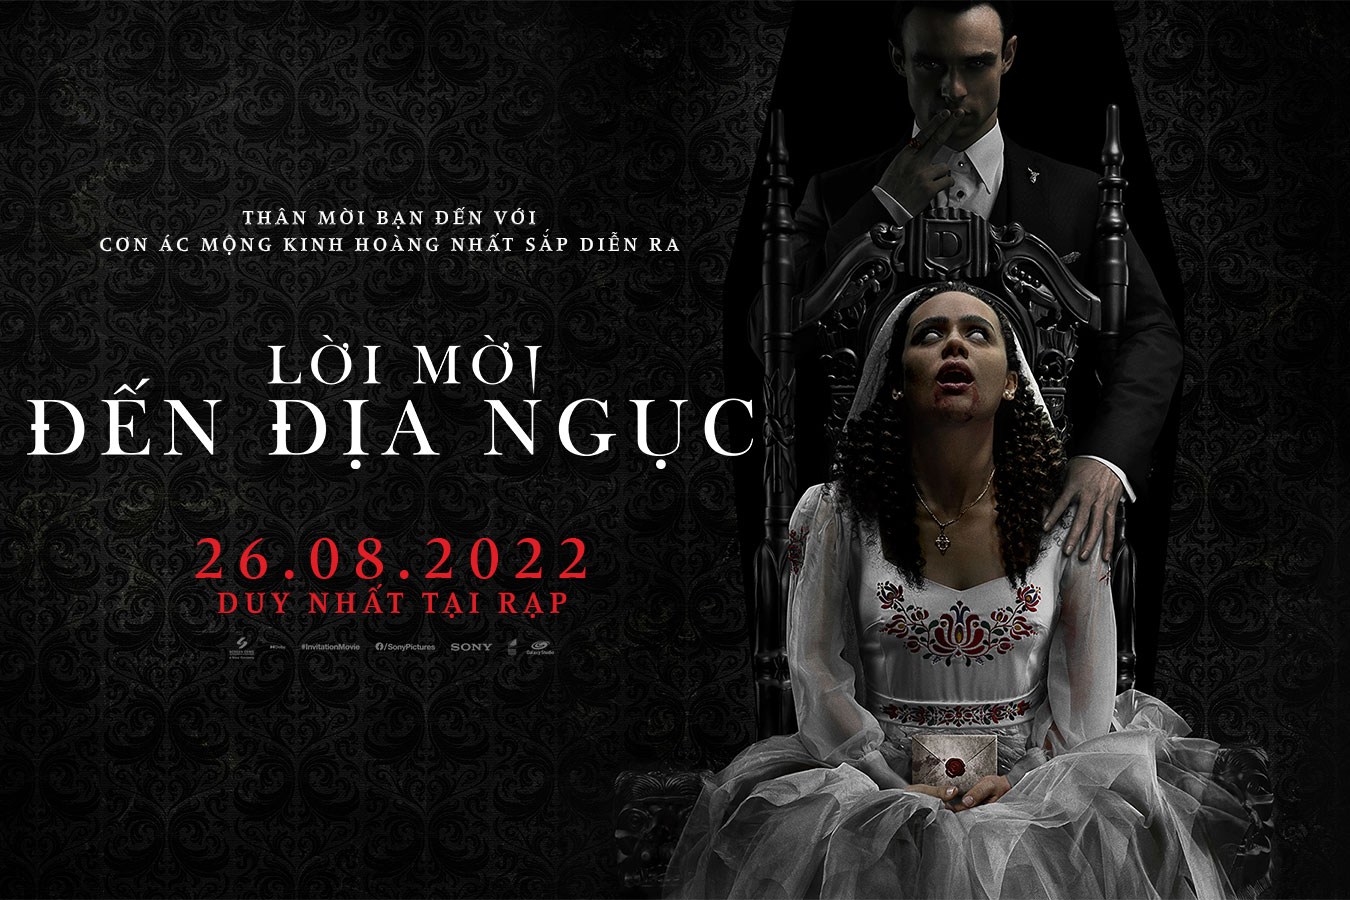 THÂN MỜI BẠN ĐẾN VỚI
CƠN ÁC MỘNG KINH HOÀNG NHẤT SẮP DIỄN RA
LỜI MỜI
ĐẾN ĐỊA NGỤC
26.08.2022
DUY NHẤT TẠI RẠP
#InvitationMovie /SonyPictures SONY
D